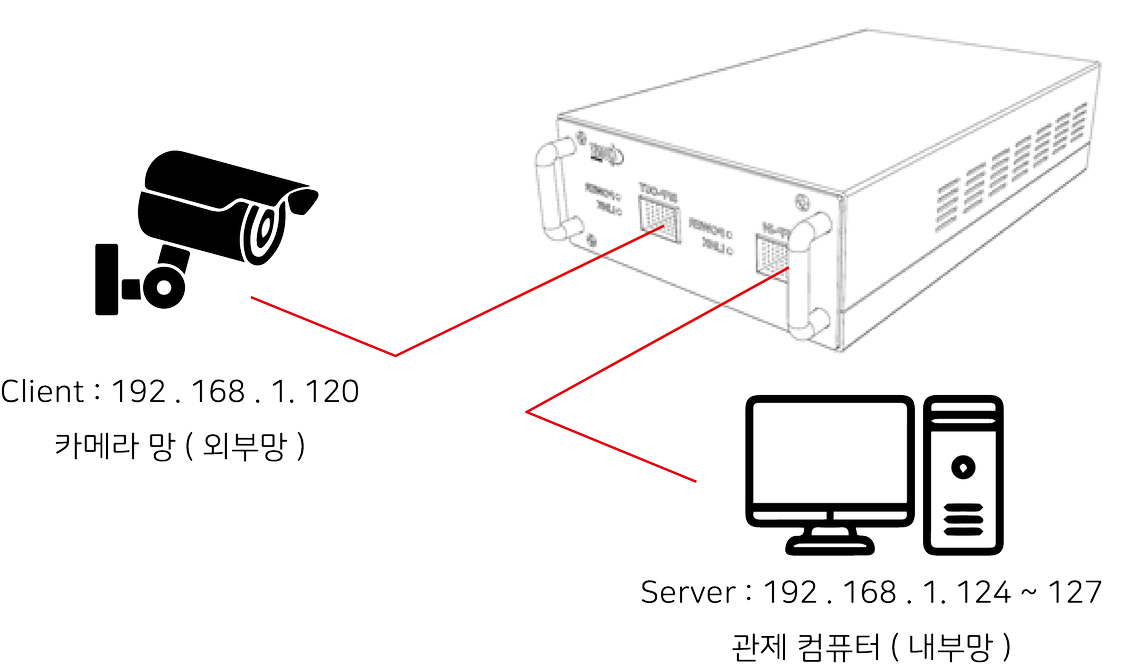 Client : 192 . 168 . 1. 120
카메라 망 ( 외부망 )
Server : 192 . 168 . 1. 124 ~ 127
관제 컴퓨터 ( 내부망 )